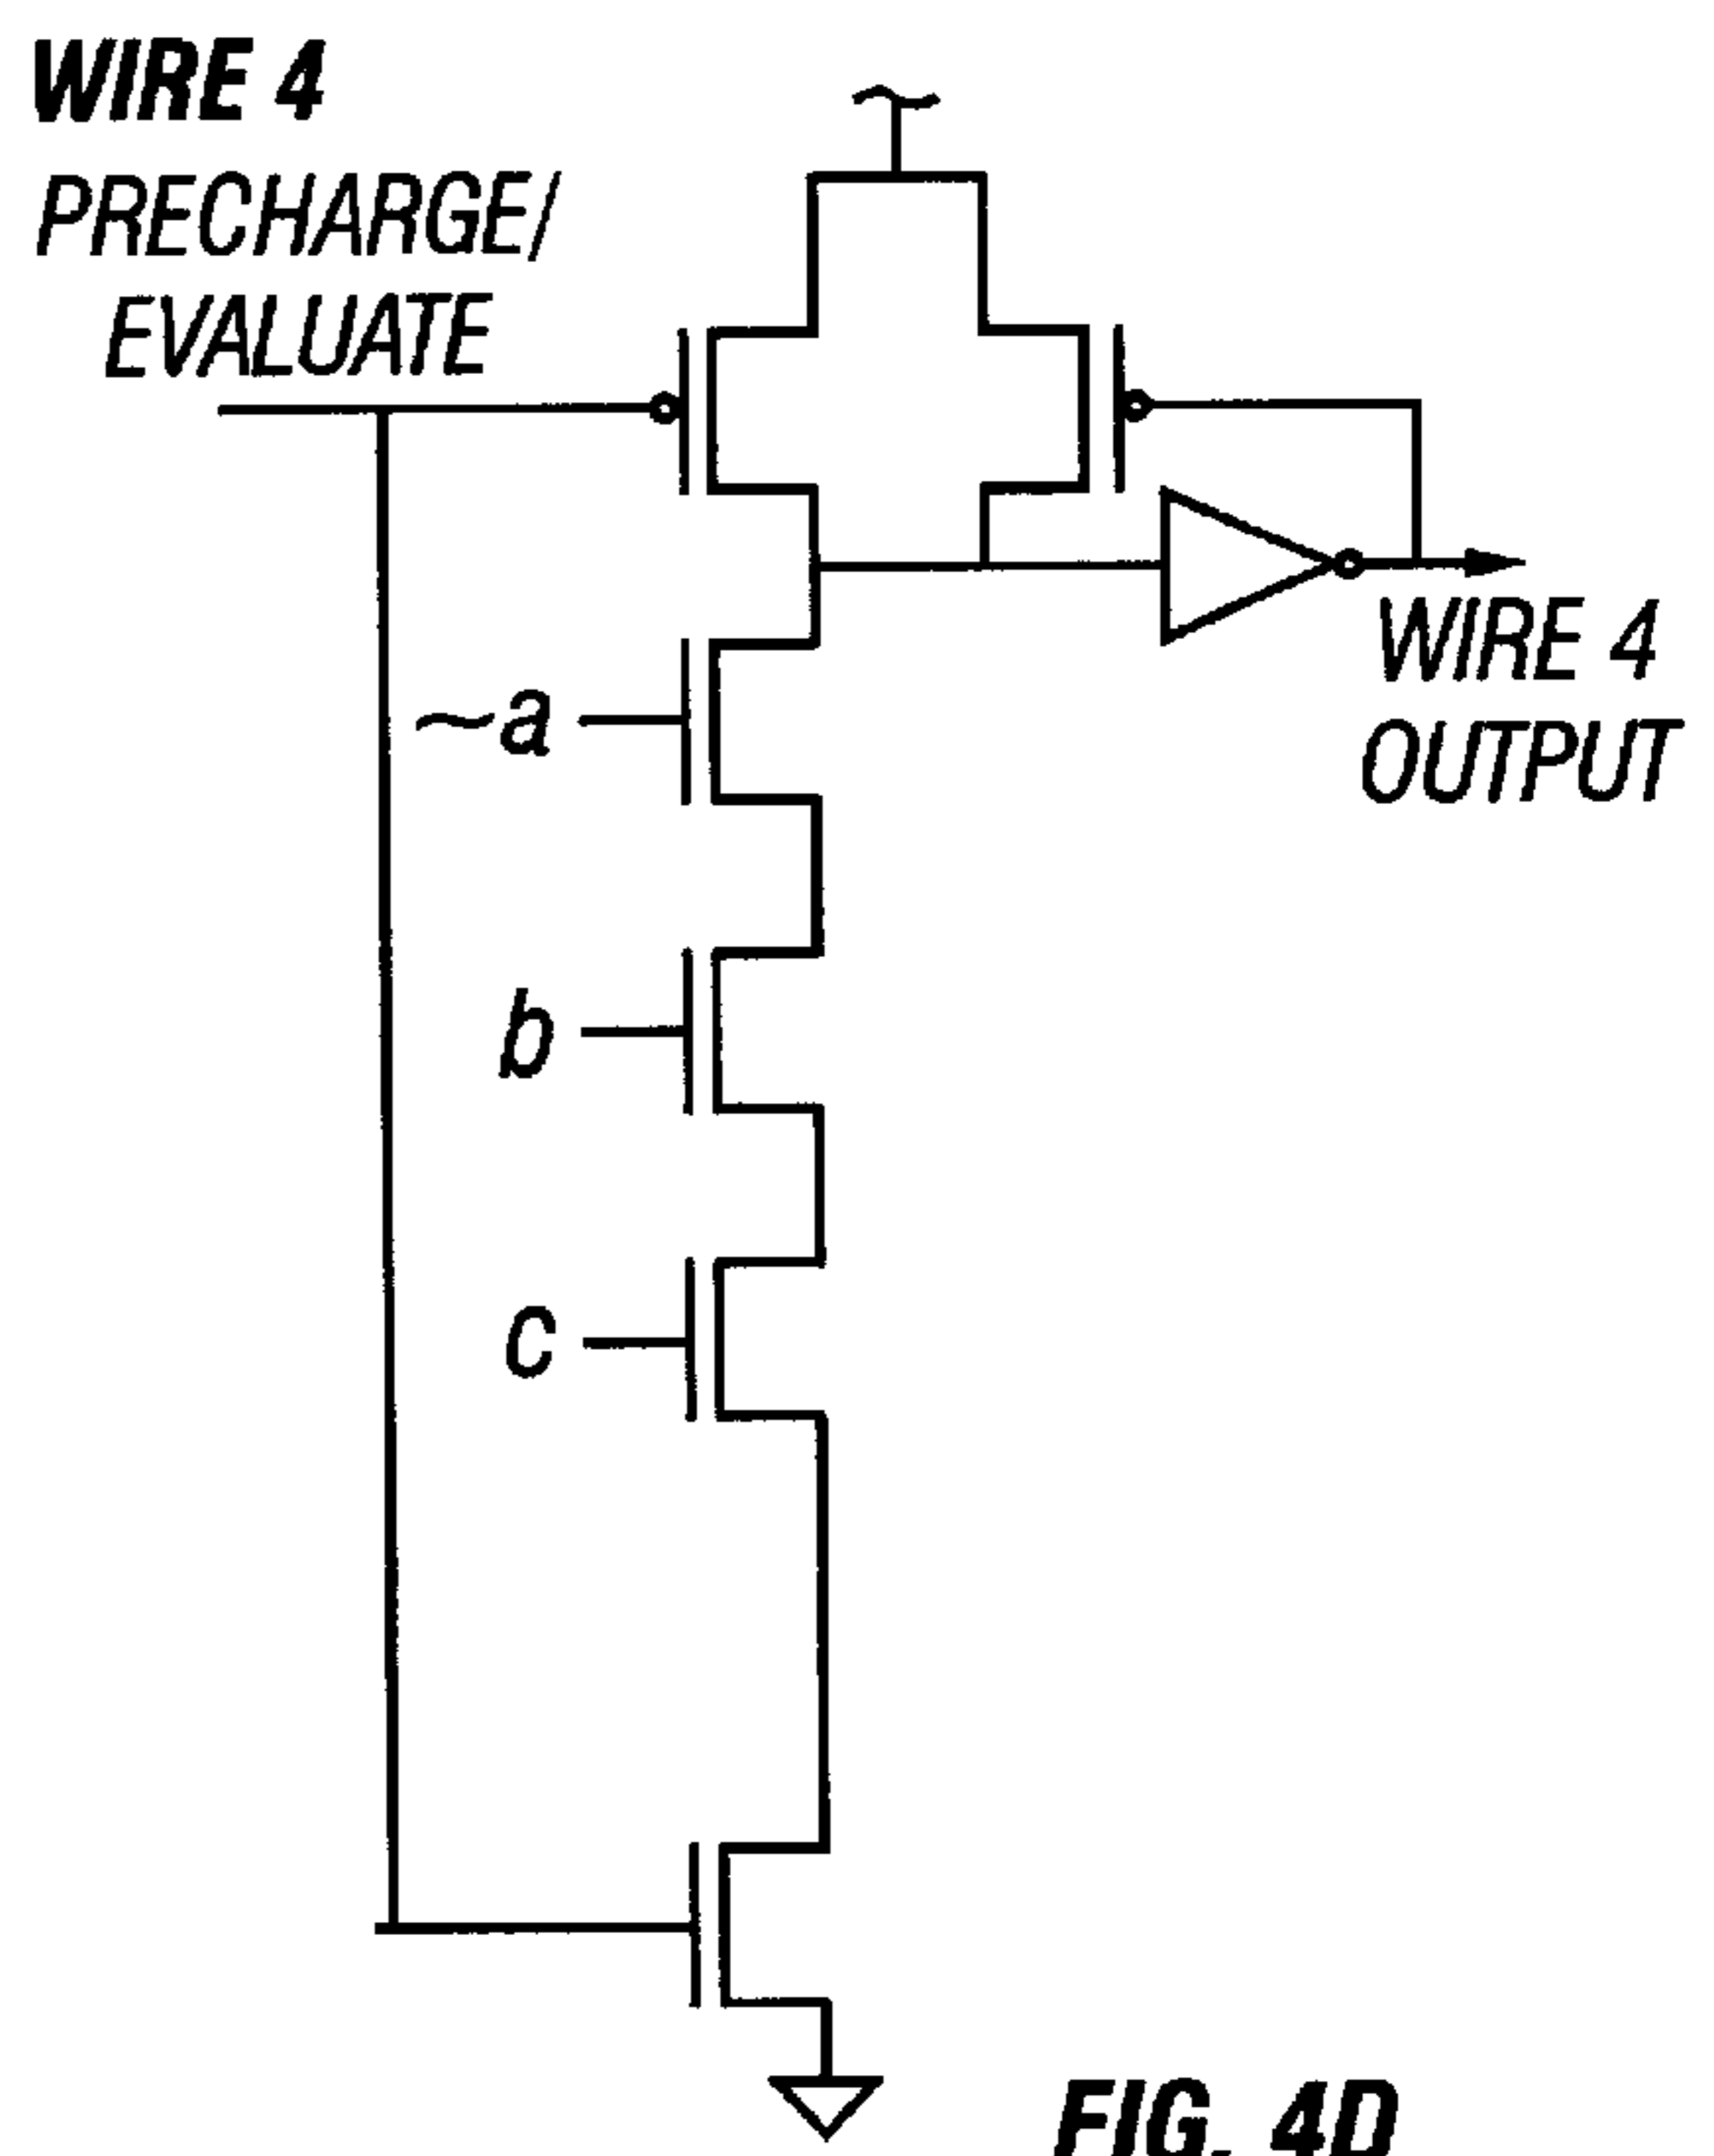 WIRE 4
PRECHARGE/
EVALUATE
~a
WIRE 4
OUTPUT
b
c
FIG. 4D